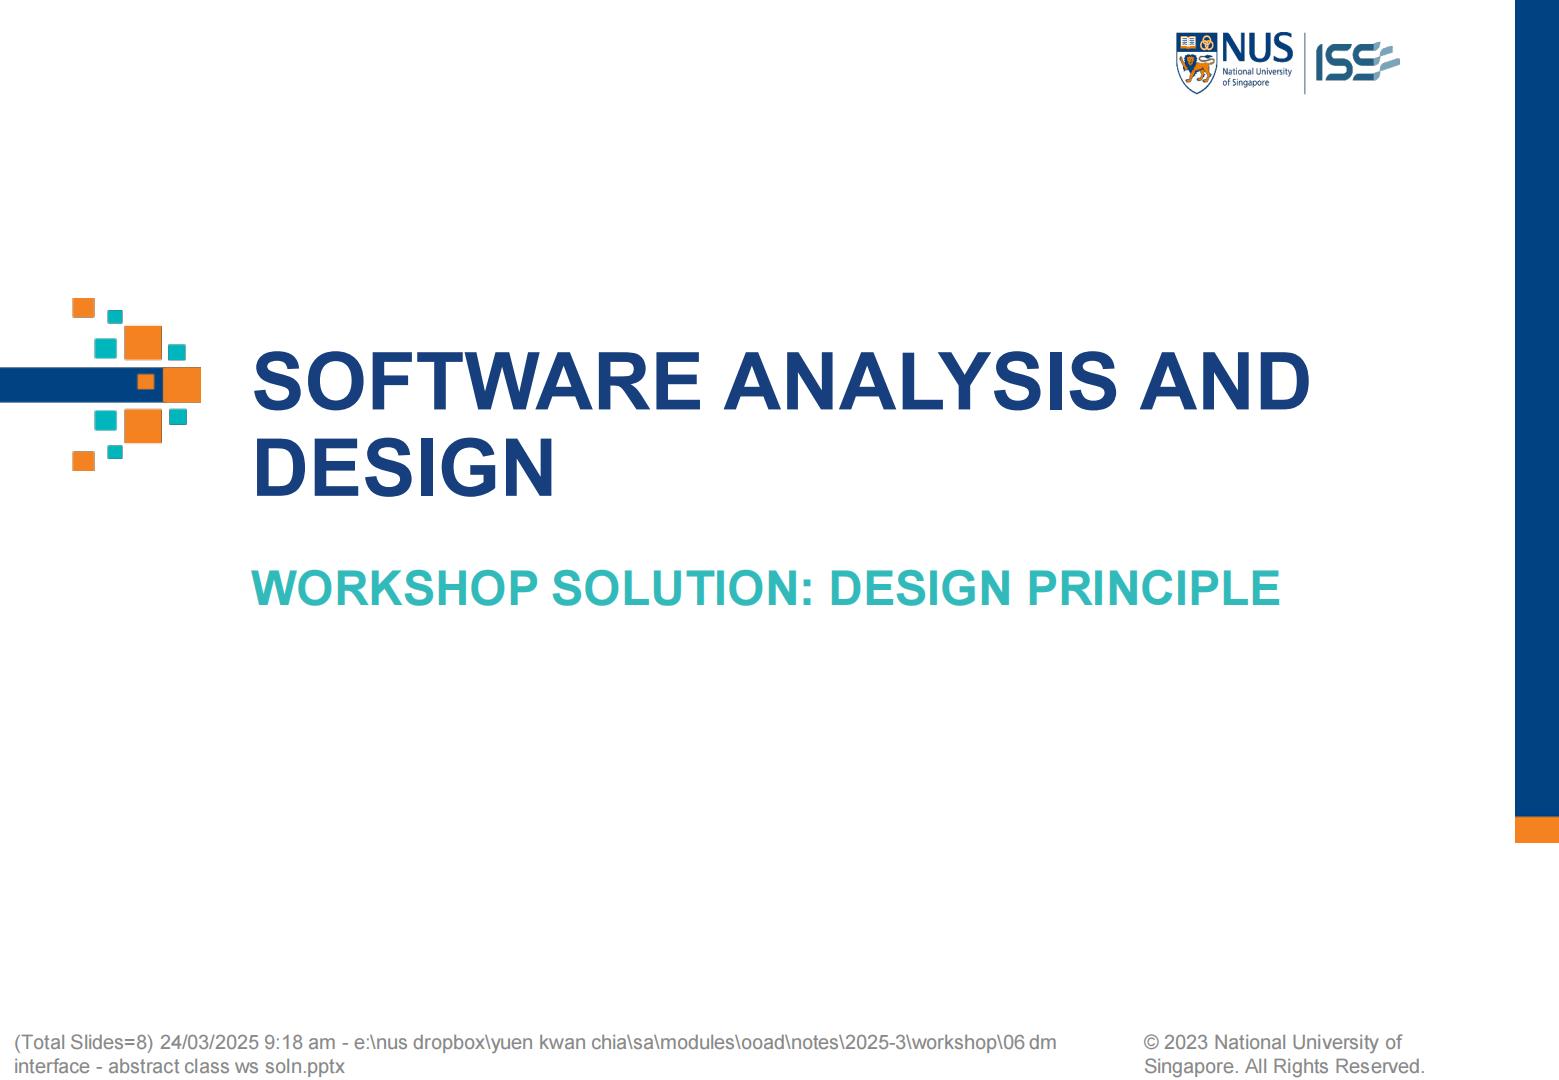 NUS
National University
of Singapore
ISS
SOFTWARE ANALYSIS AND
DESIGN
WORKSHOP SOLUTION: DESIGN PRINCIPLE
(Total Slides=8) 24/03/2025 9:18 am - e:\nus dropbox\yuen kwan chia\sa\modules\ooad\notes\2025-3\workshop\06 dm
interface - abstract class ws soln.pptx
© 2023 National University of
Singapore. All Rights Reserved.